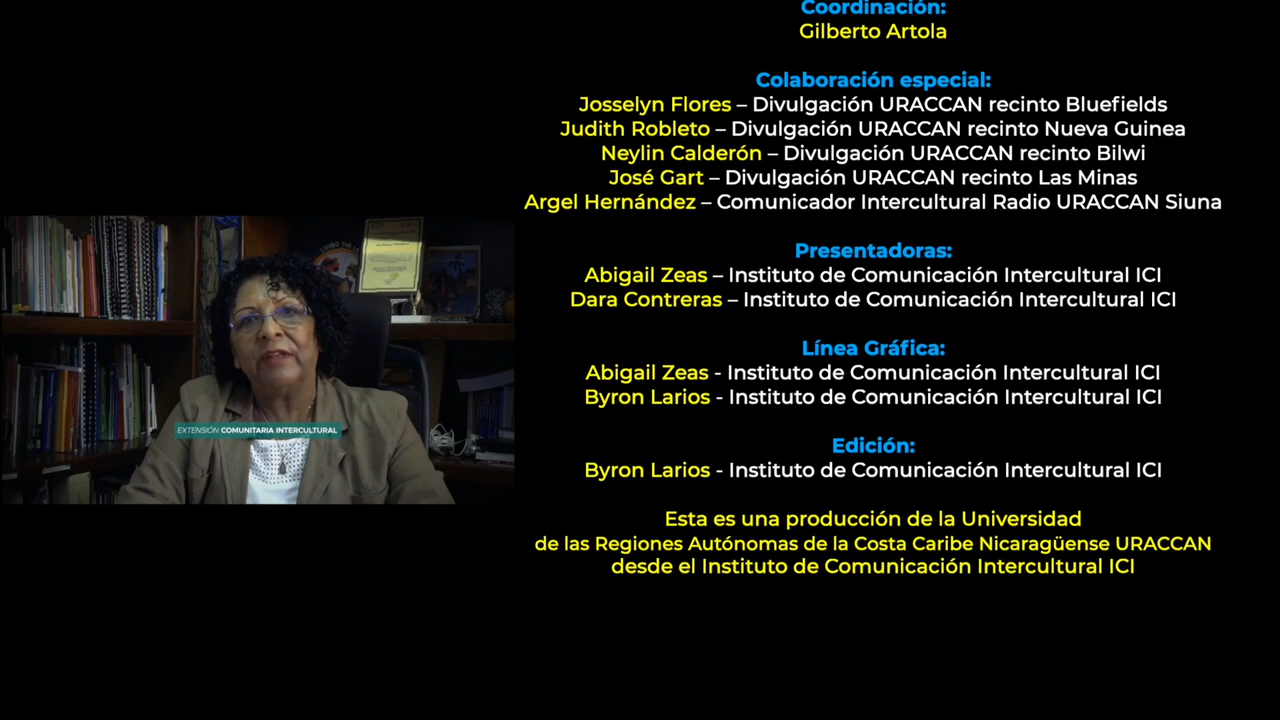 Coordinación:
Gilberto Artola
Colaboración especial:
Josselyn Flores – Divulgación URACCAN recinto Bluefields
Judith Robleto – Divulgación URACCAN recinto Nueva Guinea
Neylin Calderón – Divulgación URACCAN recinto Bilwi
José Gart – Divulgación URACCAN recinto Las Minas
Argel Hernández – Comunicador Intercultural Radio URACCAN Siuna
Presentadoras:
Abigail Zeas – Instituto de Comunicación Intercultural ICI
Dara Contreras – Instituto de Comunicación Intercultural ICI
Línea Gráfica:
Abigail Zeas - Instituto de Comunicación Intercultural ICI
Byron Larios - Instituto de Comunicación Intercultural ICI
Edición:
Byron Larios - Instituto de Comunicación Intercultural ICI
Esta es una producción de la Universidad
de las Regiones Autónomas de la Costa Caribe Nicaragüense URACCAN
desde el Instituto de Comunicación Intercultural ICI
LIVING THE
EXTENSIÓN COMUNITARIA INTERCULTURAL